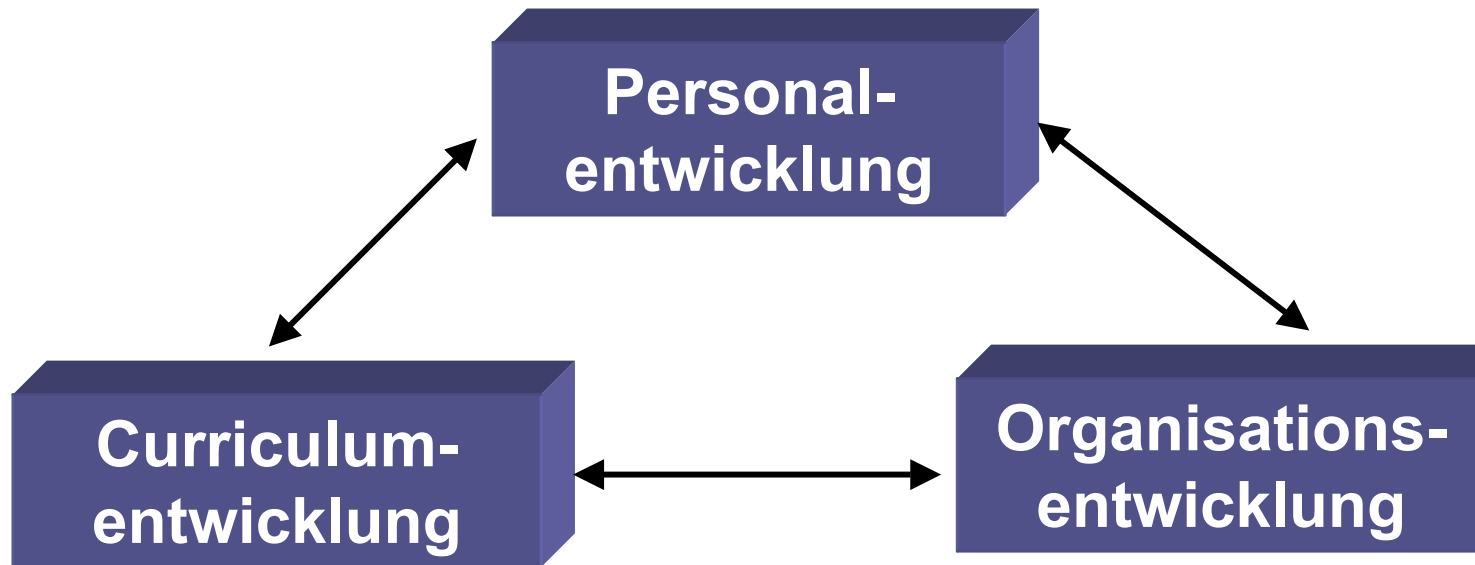 Personal-
entwicklung
Curriculum-
entwicklung
Organisations-
entwicklung